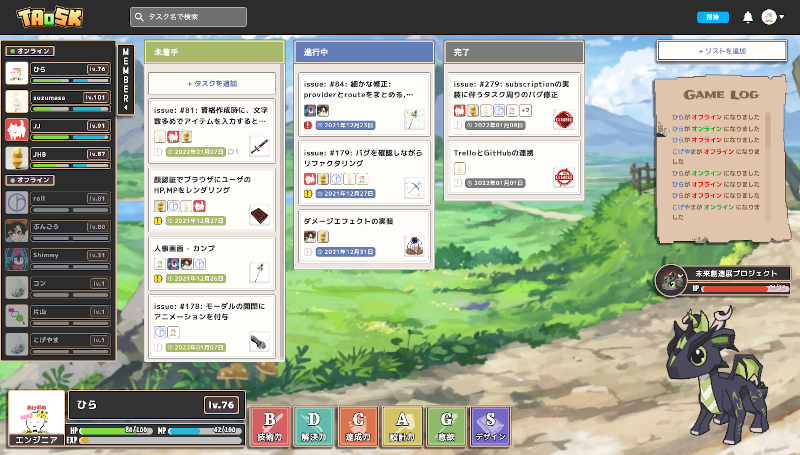 TAOSK
タスク名で検索
招待
オンライン
ひら lv.76
suzumasa lv.101
JJ lv.91
JHB lv.87
オフライン
roll lv.81
ぶんごう lv.80
Shimmy lv.31
コン lv.1
片山 lv.1
こげやま lv.1
MEMBER
未着手
+ タスクを追加
issue: #81: 資格作成時に、文字
数多めでアイテムを入力すると…
2022年01月07日 1
顔認証でブラウザにユーザの
HP,MPをレンダリング
2021年12月27日
人事画面 - カンプ
2021年12月26日
issue: #178: モーダルの開閉に
アニメーションを付与
2022年01月07日
進行中
issue: #84: 細かな修正:
providerとrouteをまとめる,…
2021年12月23日
issue: #179: バグを確認しながら
リファクタリング
2021年12月27日
ダメージエフェクトの実装
2021年12月31日
完了
issue: #279: subscriptionの実
装に伴うタスク周りのバグ修正
+2
2022年01月08日
CLEARED
TrelloとGitHubの連携
2022年01月01日
CLEARED
+ リストを追加
GAME LOG
ひらが オフライン になりました
ひらが オンライン になりました
ひらが オフライン になりました
こげやまが オフライン になりま
した
ひらが オンライン になりました
ひらが オフライン になりました
ひらが オンライン になりました
こげやまが オンライン になりま
した
未来創造展プロジェクト
HP
エンジニア
ひら lv.76
HP 80/100 MP 42/100
EXP
B 技術力
D 解決力
C 達成力
A 設計力
G 意欲
S デザイン